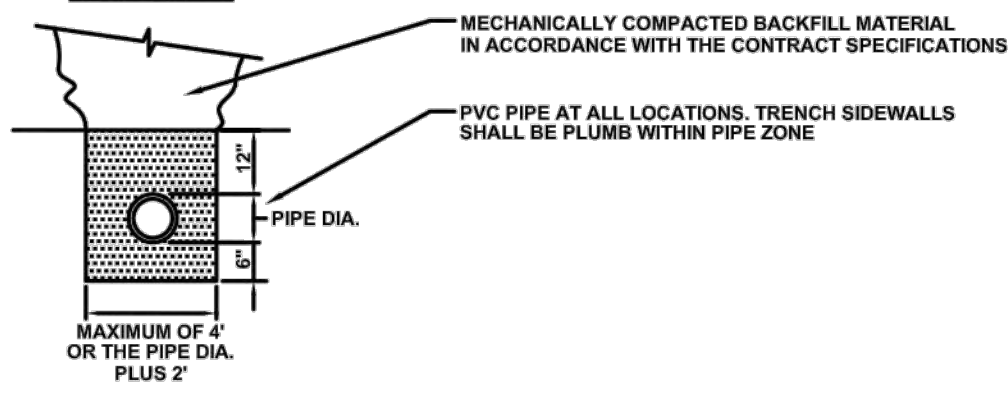 MECHANICALLY COMPACTED BACKFILL MATERIAL
IN ACCORDANCE WITH THE CONTRACT SPECIFICATIONS
PVC PIPE AT ALL LOCATIONS. TRENCH SIDEWALLS
SHALL BE PLUMB WITHIN PIPE ZONE
12"
PIPE DIA.
6"
MAXIMUM OF 4'
OR THE PIPE DIA.
PLUS 2'